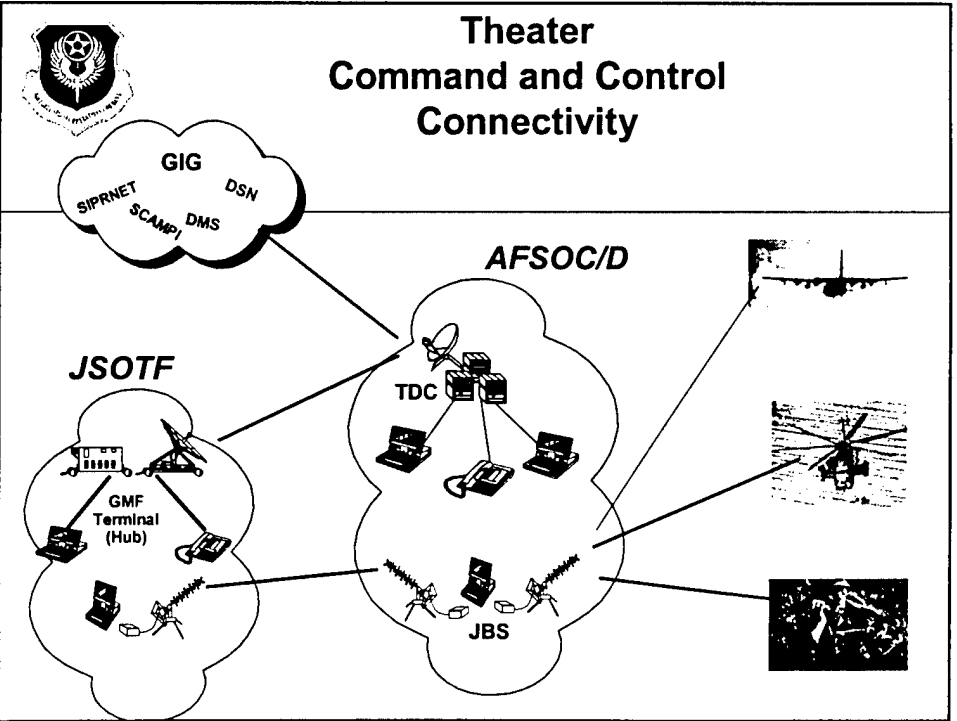 Theater
Command and Control
Connectivity
GIG
SIPRNET
DSN
SCAMPI
DMS
AFSOC/D
JSOTF
TDC
GMF
Terminal
(Hub)
JBS